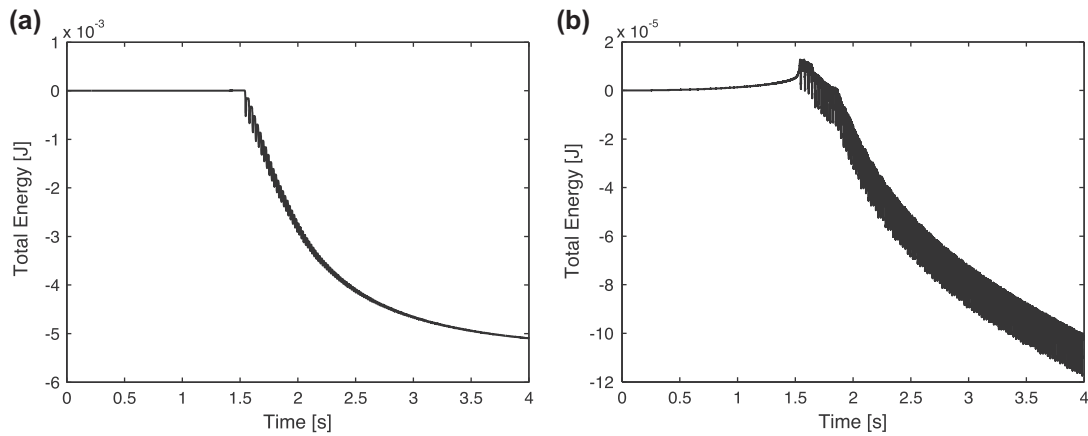 (a)
x 10⁻³
1
0
-1
-2
-3
-4
-5
-6
Total Energy [J]
0 0.5 1 1.5 2 2.5 3 3.5 4
Time [s]
(b)
x 10⁻⁵
2
0
-2
-4
-6
-8
-10
-12
Total Energy [J]
0 0.5 1 1.5 2 2.5 3 3.5 4
Time [s]